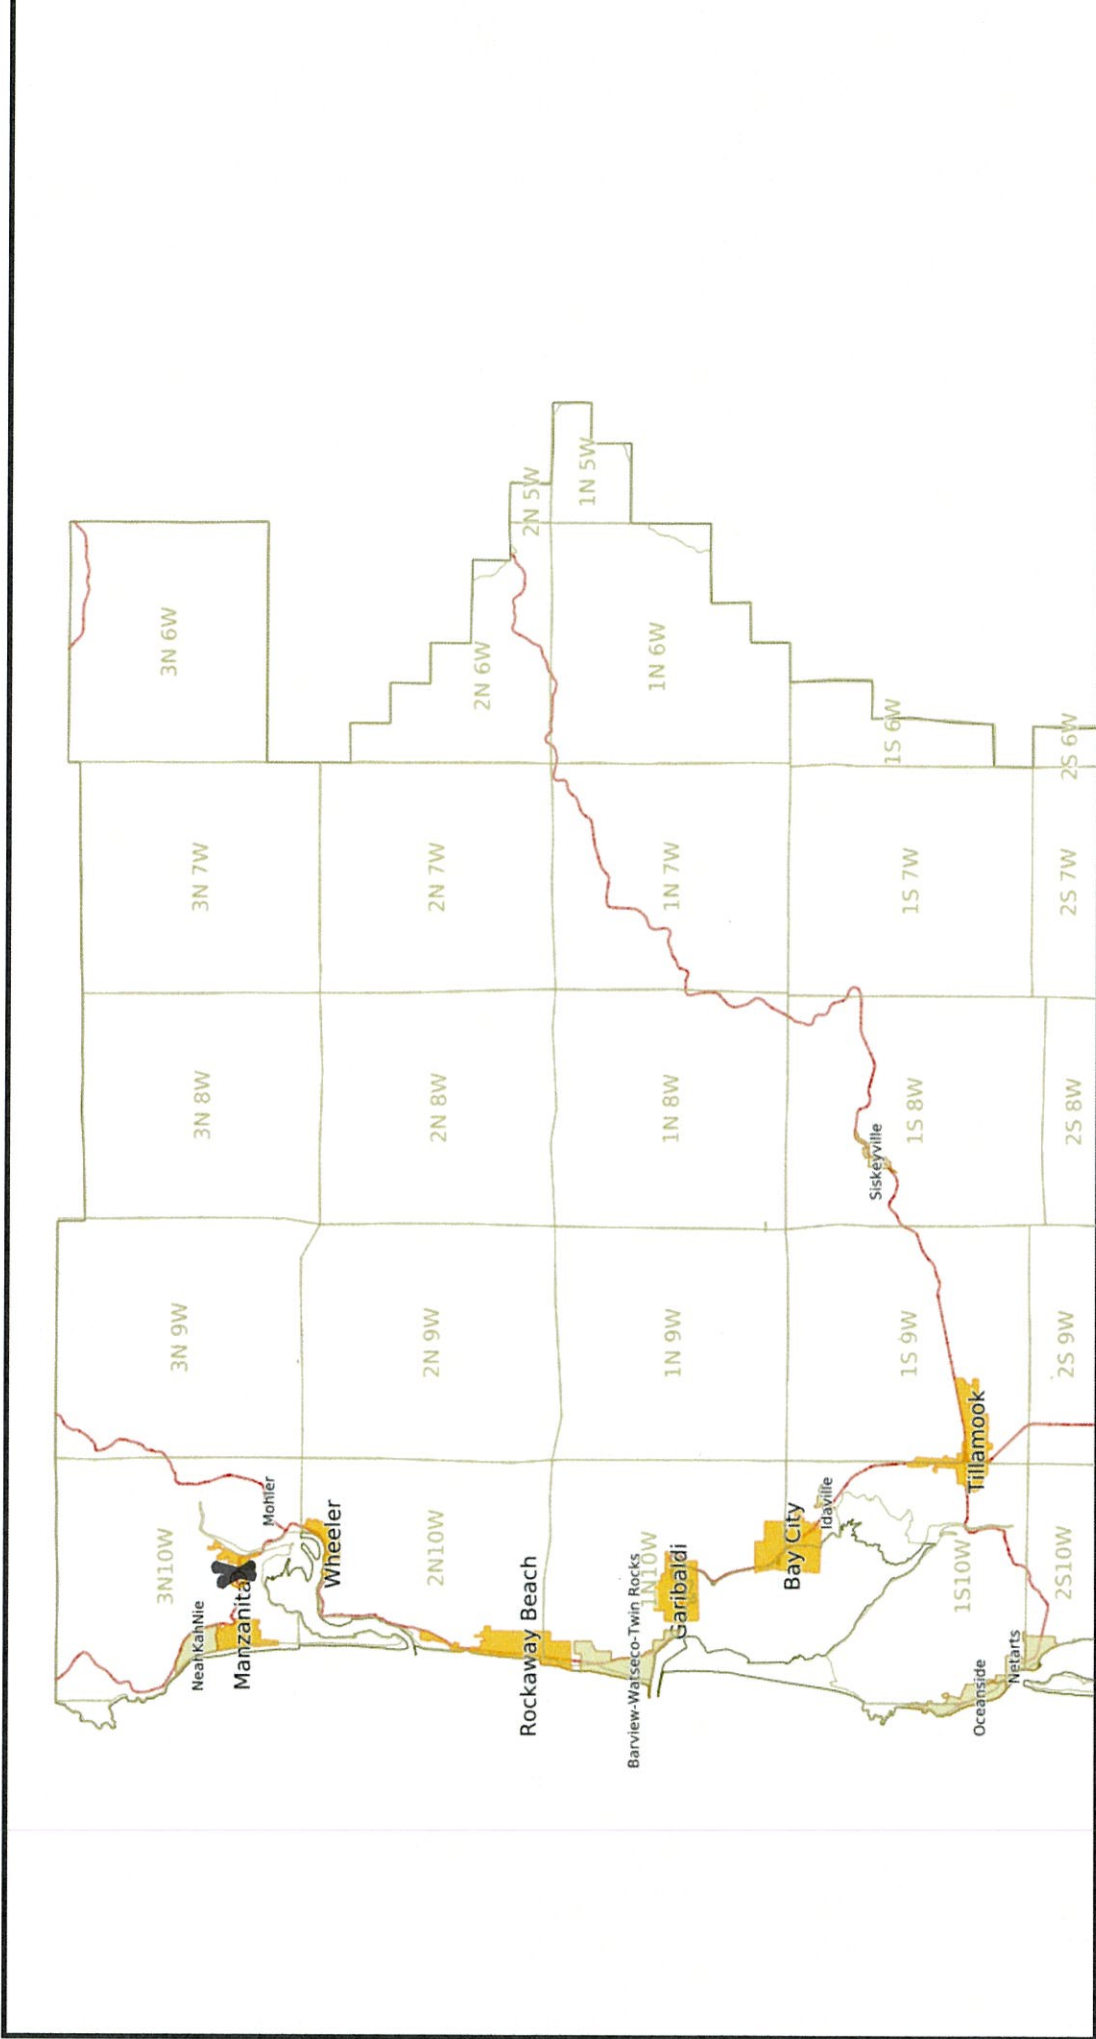 3N 6W
2N 5W
1N 5W
2N 6W
1N 6W
1S 6W
2S 6W
3N 7W
2N 7W
1N 7W
1S 7W
2S 7W
3N 8W
2N 8W
1N 8W
1S 8W
2S 8W
Siskeyville
3N 9W
2N 9W
1N 9W
1S 9W
2S 9W
Tillamook
Mohler
Idaville
3N10W
Wheeler
2N10W
1N10W
Bay City
1S10W
2S10W
NeahKahNie
Manzanita
Rockaway Beach
Barview-Watseco-Twin Rocks
Garibaldi
Oceanside
Netarts